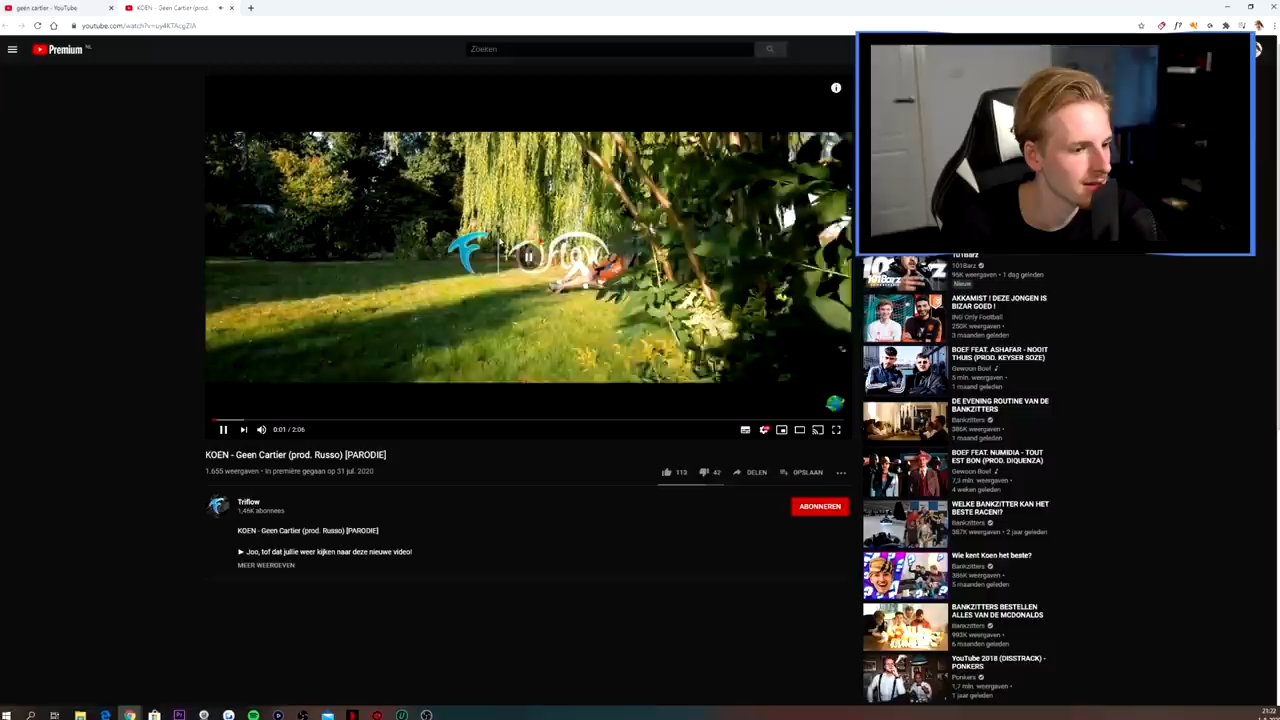 geen cartier - YouTube
KOEN - Geen Cartier (prod.
Premium NL
Zoeken
0:01 / 2:06
KOEN - Geen Cartier (prod. Russo) [PARODIE]
1.655 weergaven • In première gegaan op 31 jul. 2020
113
42
DELEN
OPSLAAN
Triflow
1,46K abonnees
ABONNEREN
KOEN - Geen Cartier (prod. Russo) [PARODIE]
► Joo, tof dat jullie weer kijken naar deze nieuwe video!
MEER WEERGEVEN
101Barz
101Barz
95K weergaven • 1 dag geleden
Nieuw
AKKAMIST ! DEZE JONGEN IS
BIZAR GOED !
ING Only Football
250K weergaven •
3 maanden geleden
BOEF FEAT. ASHAFAR - NOOIT
THUIS (PROD. KEYSER SOZE)
Gewoon Boef
5 mln. weergaven •
1 maand geleden
DE EVENING ROUTINE VAN DE
BANKZITTERS
Bankzitters
386K weergaven •
1 maand geleden
BOEF FEAT. NUMIDIA - TOUT
EST BON (PROD. DIQUENZA)
Gewoon Boef
7,3 mln. weergaven •
4 weken geleden
WELKE BANKZITTER KAN HET
BESTE RACEN!?
Bankzitters
387K weergaven • 2 jaar geleden
Wie kent Koen het beste?
Bankzitters
386K weergaven •
5 maanden geleden
BANKZITTERS BESTELLEN
ALLES VAN DE MCDONALDS
Bankzitters
993K weergaven •
6 maanden geleden
YouTube 2018 (DISSTRACK) -
PONKERS
Ponkers
1,7 mln. weergaven •
1 jaar geleden
21:22